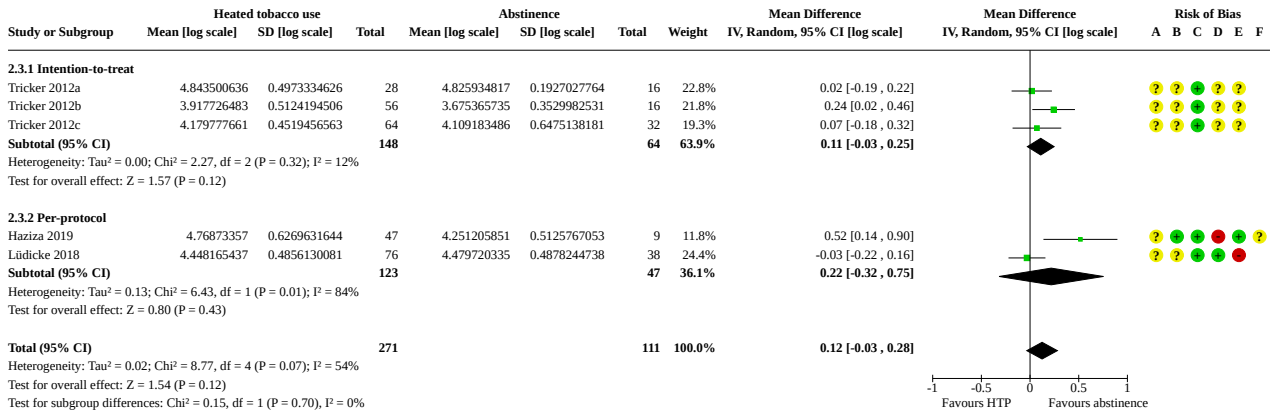 Heated tobacco use Abstinence Mean Difference Mean Difference Risk of Bias
Study or Subgroup Mean [log scale] SD [log scale] Total Mean [log scale] SD [log scale] Total Weight IV, Random, 95% CI [log scale] IV, Random, 95% CI [log scale] A B C D E F
2.3.1 Intention-to-treat
Tricker 2012a 4.843500636 0.4973334626 28 4.825934817 0.1927027764 16 22.8% 0.02 [-0.19 , 0.22] ? ? + ? ?
Tricker 2012b 3.917726483 0.5124194506 56 3.675365735 0.3529982531 16 21.8% 0.24 [0.02 , 0.46] ? ? + ? ?
Tricker 2012c 4.179777661 0.4519456563 64 4.109183486 0.6475138181 32 19.3% 0.07 [-0.18 , 0.32] ? ? + ? ?
Subtotal (95% CI) 148 64 63.9% 0.11 [-0.03 , 0.25]
Heterogeneity: Tau² = 0.00; Chi² = 2.27, df = 2 (P = 0.32); I² = 12%
Test for overall effect: Z = 1.57 (P = 0.12)
2.3.2 Per-protocol
Haziza 2019 4.76873357 0.6269631644 47 4.251205851 0.5125767053 9 11.8% 0.52 [0.14 , 0.90] ? + + - + ?
Lüdicke 2018 4.448165437 0.4856130081 76 4.479720335 0.4878244738 38 24.4% -0.03 [-0.22 , 0.16] ? ? + + -
Subtotal (95% CI) 123 47 36.1% 0.22 [-0.32 , 0.75]
Heterogeneity: Tau² = 0.13; Chi² = 6.43, df = 1 (P = 0.01); I² = 84%
Test for overall effect: Z = 0.80 (P = 0.43)
Total (95% CI) 271 111 100.0% 0.12 [-0.03 , 0.28]
Heterogeneity: Tau² = 0.02; Chi² = 8.77, df = 4 (P = 0.07); I² = 54%
Test for overall effect: Z = 1.54 (P = 0.12)
Test for subgroup differences: Chi² = 0.15, df = 1 (P = 0.70), I² = 0%
-1 -0.5 0 0.5 1
Favours HTP Favours abstinence